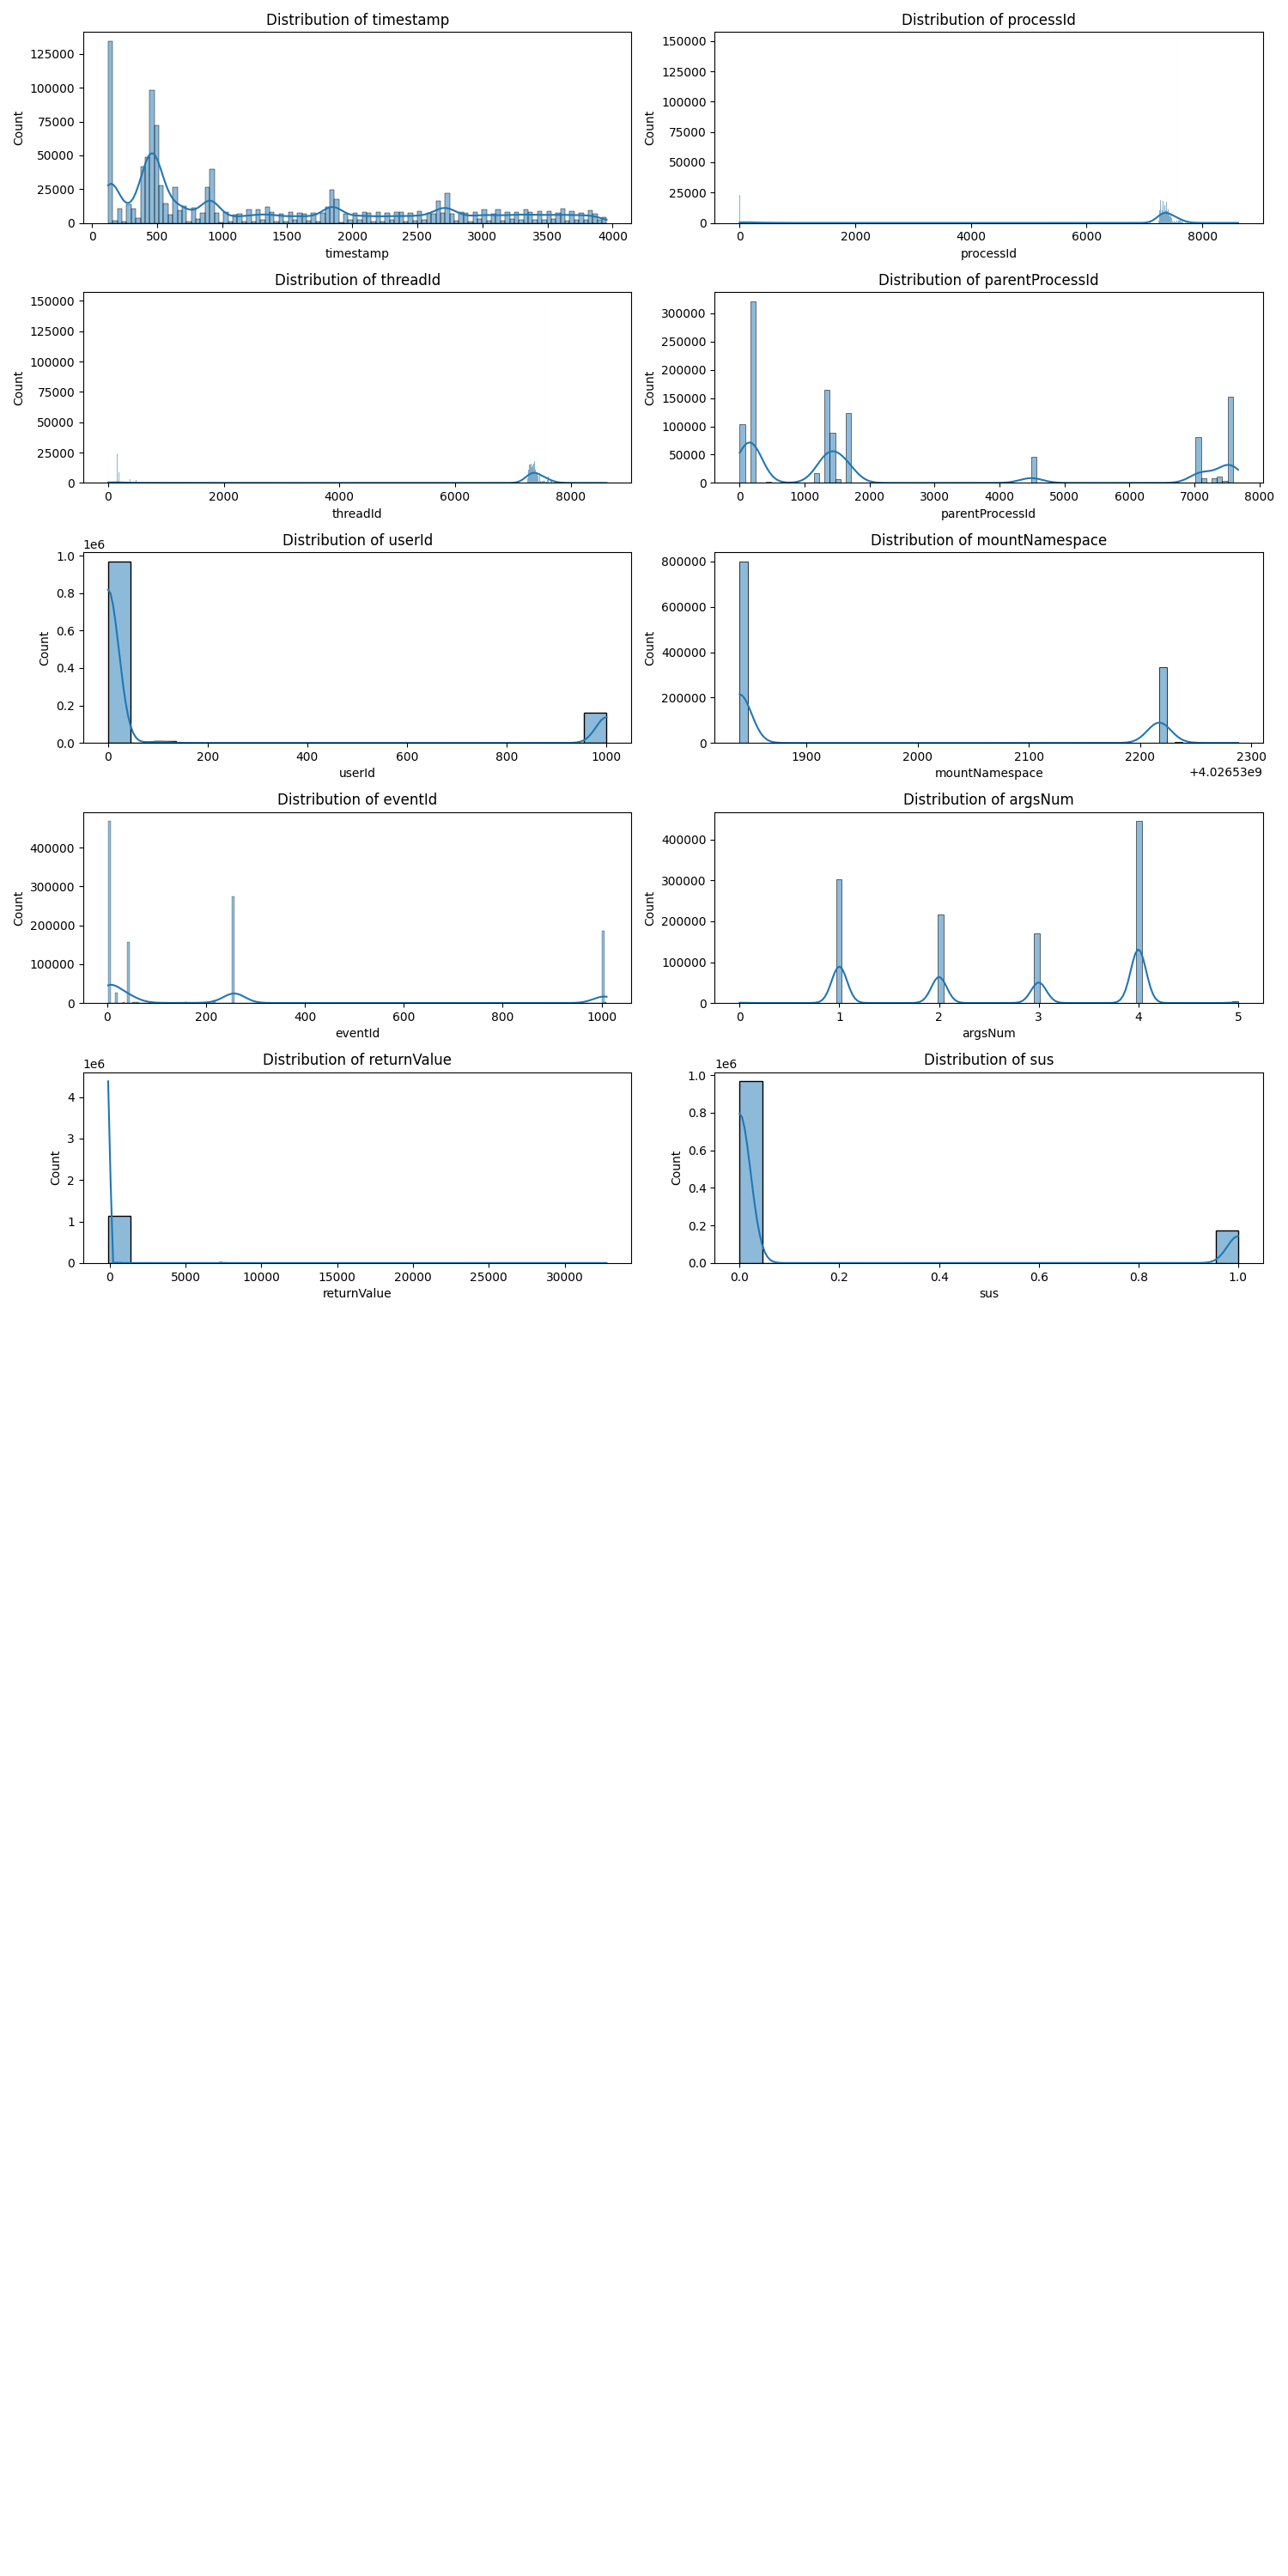 Distribution of timestamp
Distribution of processId
125000
100000
75000
50000
25000
0
Count
0 500 1000 1500 2000 2500 3000 3500 4000
timestamp
150000
125000
100000
75000
50000
25000
0
Count
0 2000 4000 6000 8000
processId
Distribution of threadId
Distribution of parentProcessId
150000
125000
100000
75000
50000
25000
0
Count
0 2000 4000 6000 8000
threadId
300000
250000
200000
150000
100000
50000
0
Count
0 1000 2000 3000 4000 5000 6000 7000 8000
parentProcessId
Distribution of userId
Distribution of mountNamespace
1e6
1.0
0.8
0.6
0.4
0.2
0.0
Count
0 200 400 600 800 1000
userId
800000
600000
400000
200000
0
Count
1900 2000 2100 2200 2300
mountNamespace
+4.02653e9
Distribution of eventId
Distribution of argsNum
400000
300000
200000
100000
0
Count
0 200 400 600 800 1000
eventId
400000
300000
200000
100000
0
Count
0 1 2 3 4 5
argsNum
Distribution of returnValue
Distribution of sus
1e6
4
3
2
1
0
Count
0 5000 10000 15000 20000 25000 30000
returnValue
1e6
1.0
0.8
0.6
0.4
0.2
0.0
Count
0.0 0.2 0.4 0.6 0.8 1.0
sus